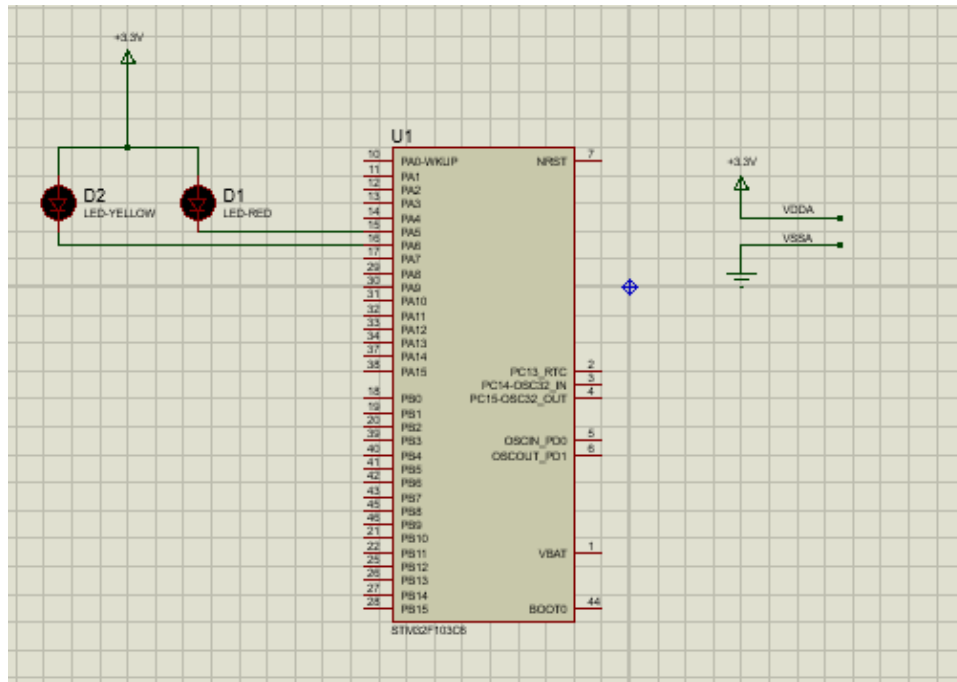 +3.3V
D2
LED-YELLOW
D1
LED-RED
U1
10 PA0-WKUP
11 PA1
12 PA2
13 PA3
14 PA4
15 PA5
16 PA6
17 PA7
29 PA8
30 PA9
31 PA10
32 PA11
33 PA12
34 PA13
37 PA14
38 PA15
18 PB0
19 PB1
20 PB2
39 PB3
40 PB4
41 PB5
42 PB6
43 PB7
45 PB8
46 PB9
21 PB10
22 PB11
25 PB12
26 PB13
27 PB14
28 PB15
NRST 7
PC13_RTC 2
PC14-OSC32_IN 3
PC15-OSC32_OUT 4
OSCIN_PD0 5
OSCOUT_PD1 6
VBAT 1
BOOT0 44
STM32F103C6
+3.3V
VDDA
VSSA